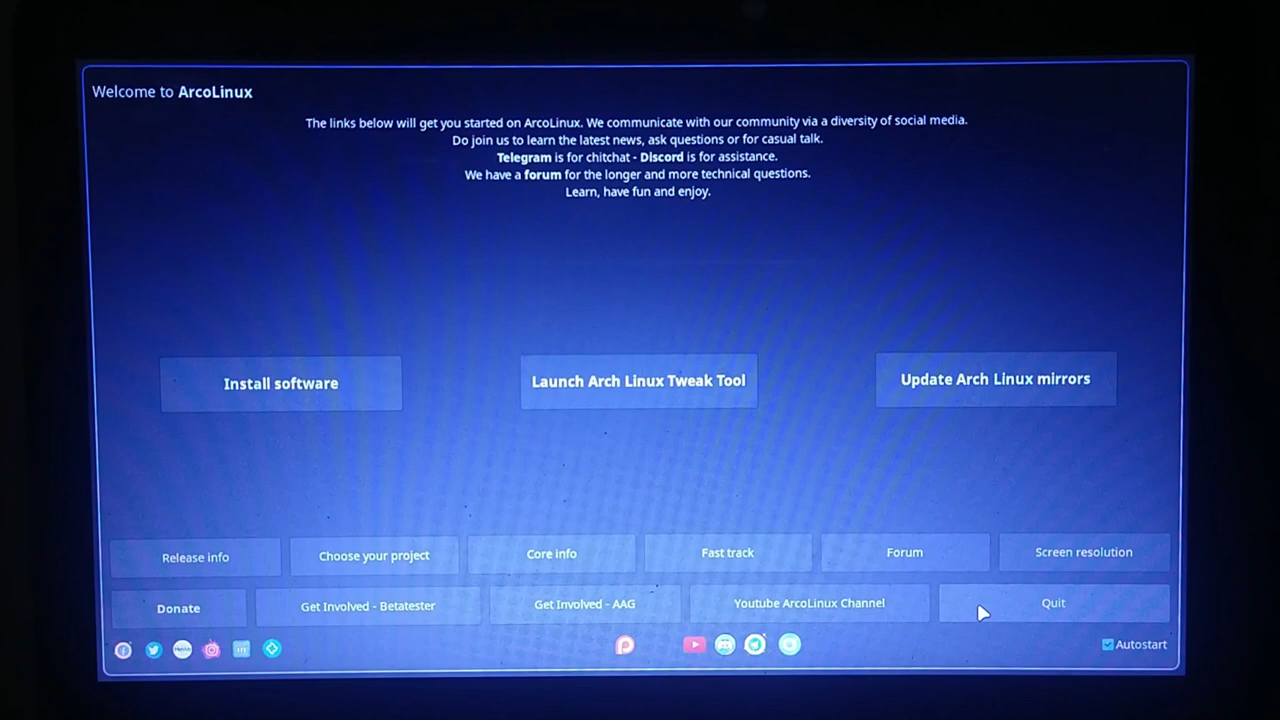 Welcome to ArcoLinux
The links below will get you started on ArcoLinux. We communicate with our community via a diversity of social media.
Do join us to learn the latest news, ask questions or for casual talk.
Telegram is for chitchat - Discord is for assistance.
We have a forum for the longer and more technical questions.
Learn, have fun and enjoy.
Install software
Launch Arch Linux Tweak Tool
Update Arch Linux mirrors
Release info
Choose your project
Core info
Fast track
Forum
Screen resolution
Donate
Get Involved - Betatester
Get Involved - AAG
Youtube ArcoLinux Channel
Quit
Autostart